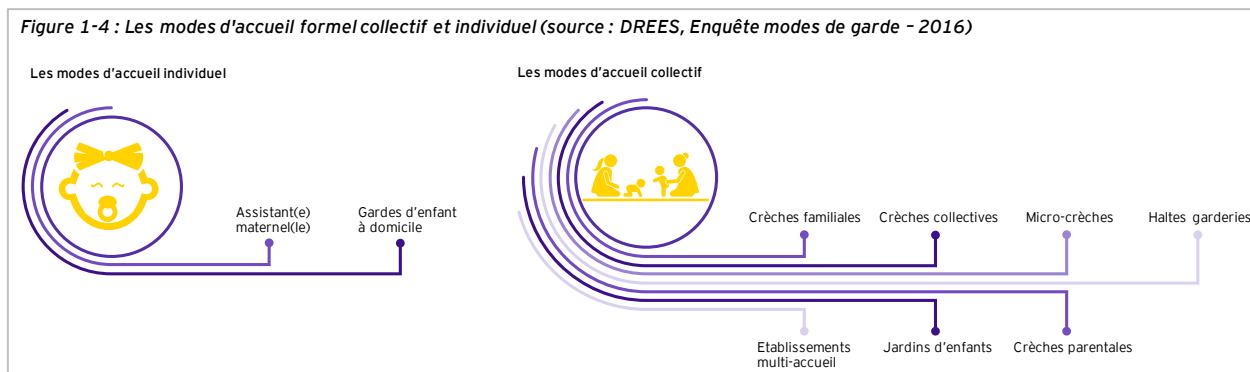 Figure 1-4 : Les modes d'accueil formel collectif et individuel (source : DREES, Enquête modes de garde – 2016)
Les modes d'accueil individuel
Assistant(e)
maternel(le)
Gardes d'enfant
à domicile
Les modes d'accueil collectif
Crèches familiales
Crèches collectives
Micro-crèches
Haltes garderies
Etablissements
multi-accueil
Jardins d'enfants
Crèches parentales